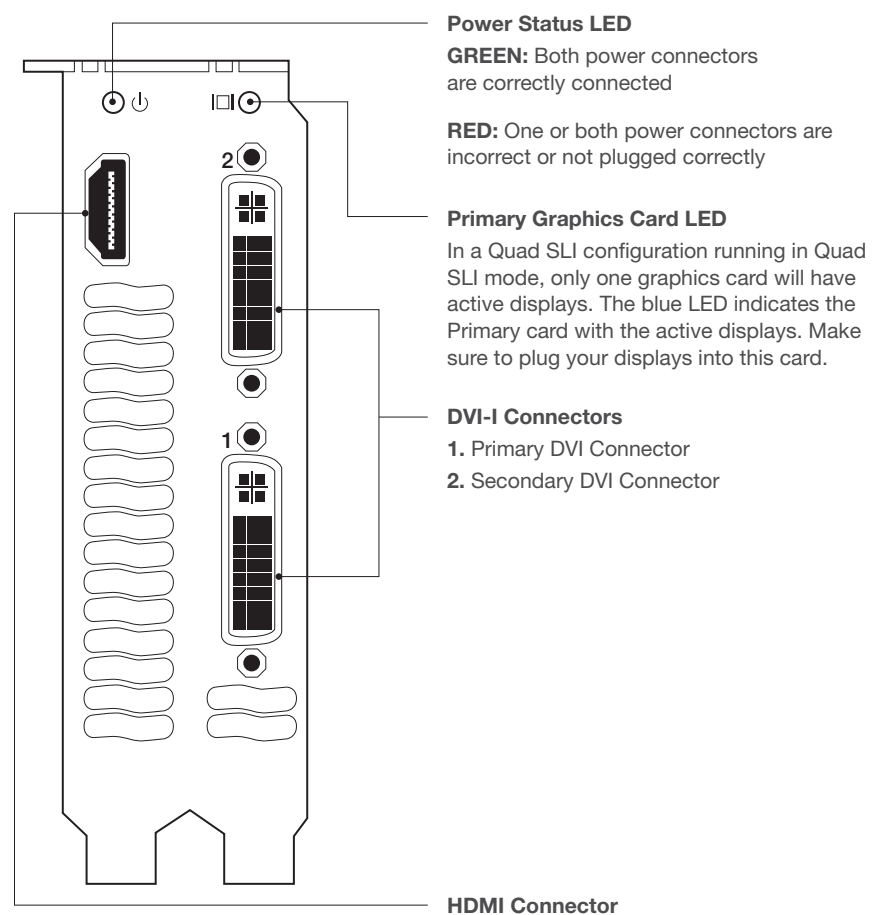 Power Status LED
GREEN: Both power connectors
are correctly connected
RED: One or both power connectors are
incorrect or not plugged correctly
2
Primary Graphics Card LED
In a Quad SLI configuration running in Quad
SLI mode, only one graphics card will have
active displays. The blue LED indicates the
Primary card with the active displays. Make
sure to plug your displays into this card.
DVI-I Connectors
1
1. Primary DVI Connector
2. Secondary DVI Connector
HDMI Connector